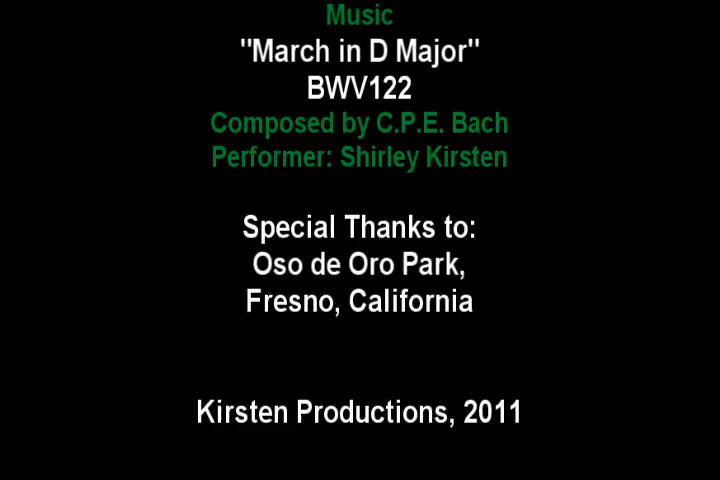 Music
"March in D Major"
BWV122
Composed by C.P.E. Bach
Performer: Shirley Kirsten
Special Thanks to:
Oso de Oro Park,
Fresno, California
Kirsten Productions, 2011